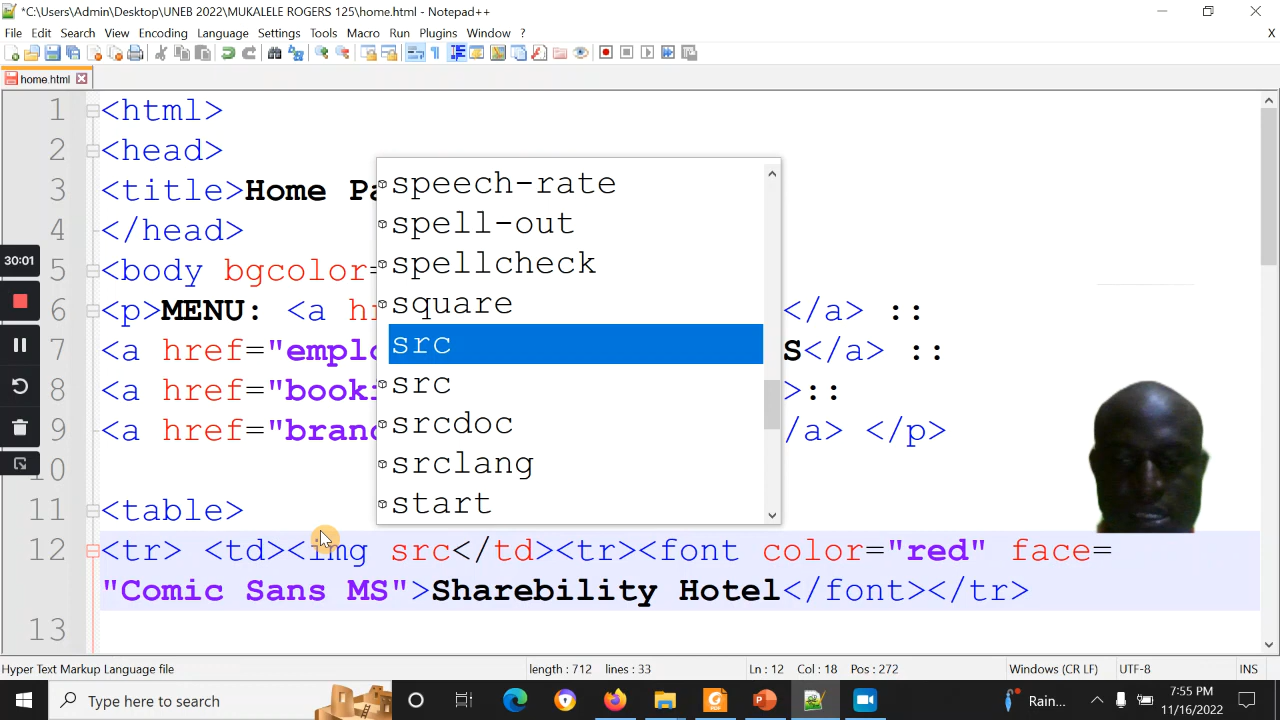 *C:\Users\Admin\Desktop\UNEB 2022\MUKALELE ROGERS 125\home.html - Notepad++
File Edit Search View Encoding Language Settings Tools Macro Run Plugins Window ? X
home.html
1 <html>
2 <head>
3 <title>Home Pa
4 </head>
5 <body bgcolor=
6 <p>MENU: <a hr </a> ::
7 <a href="emplo S</a> ::
8 <a href="booki >::
9 <a href="brand /a> </p>
10
11 <table>
12 <tr> <td><img src</td><tr><font color="red" face=
"Comic Sans MS">Sharebility Hotel</font></tr>
13
speech-rate
spell-out
spellcheck
square
src
src
srcdoc
srclang
start
30:01
Hyper Text Markup Language file length : 712 lines : 33 Ln : 12 Col : 18 Pos : 272 Windows (CR LF) UTF-8 INS
Type here to search Rain... 7:55 PM
11/16/2022